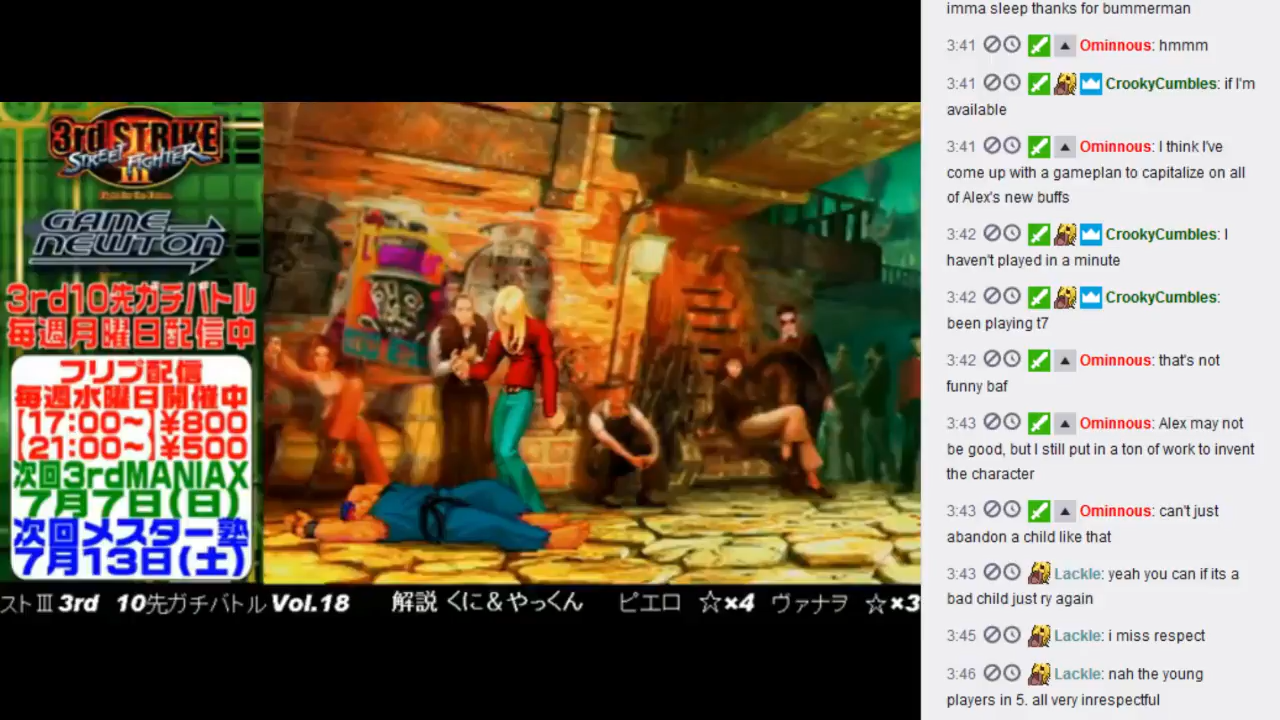 3rd STRIKE
STREET FIGHTER
III
GAME
NEWTON
3rd10先ガチバトル
毎週月曜日配信中
フリプ配信
毎週水曜日開催中
[17:00~]¥800
[21:00~]¥500
次回3rdMANIAX
7月7日(日)
次回メスター塾
7月13日(土)
ストIII 3rd 10先ガチバトル Vol.18 解説 くに&やっくん ピエロ ☆×4 ヴァナヲ ☆×3
imma sleep thanks for bummerman
3:41 Ominnous: hmmm
3:41 CrookyCumbles: if I'm
available
3:41 Ominnous: I think I've
come up with a gameplan to capitalize on all
of Alex's new buffs
3:42 CrookyCumbles: I
haven't played in a minute
3:42 CrookyCumbles:
been playing t7
3:42 Ominnous: that's not
funny baf
3:43 Ominnous: Alex may not
be good, but I still put in a ton of work to invent
the character
3:43 Ominnous: can't just
abandon a child like that
3:43 Lackle: yeah you can if its a
bad child just ry again
3:45 Lackle: i miss respect
3:46 Lackle: nah the young
players in 5. all very inrespectful